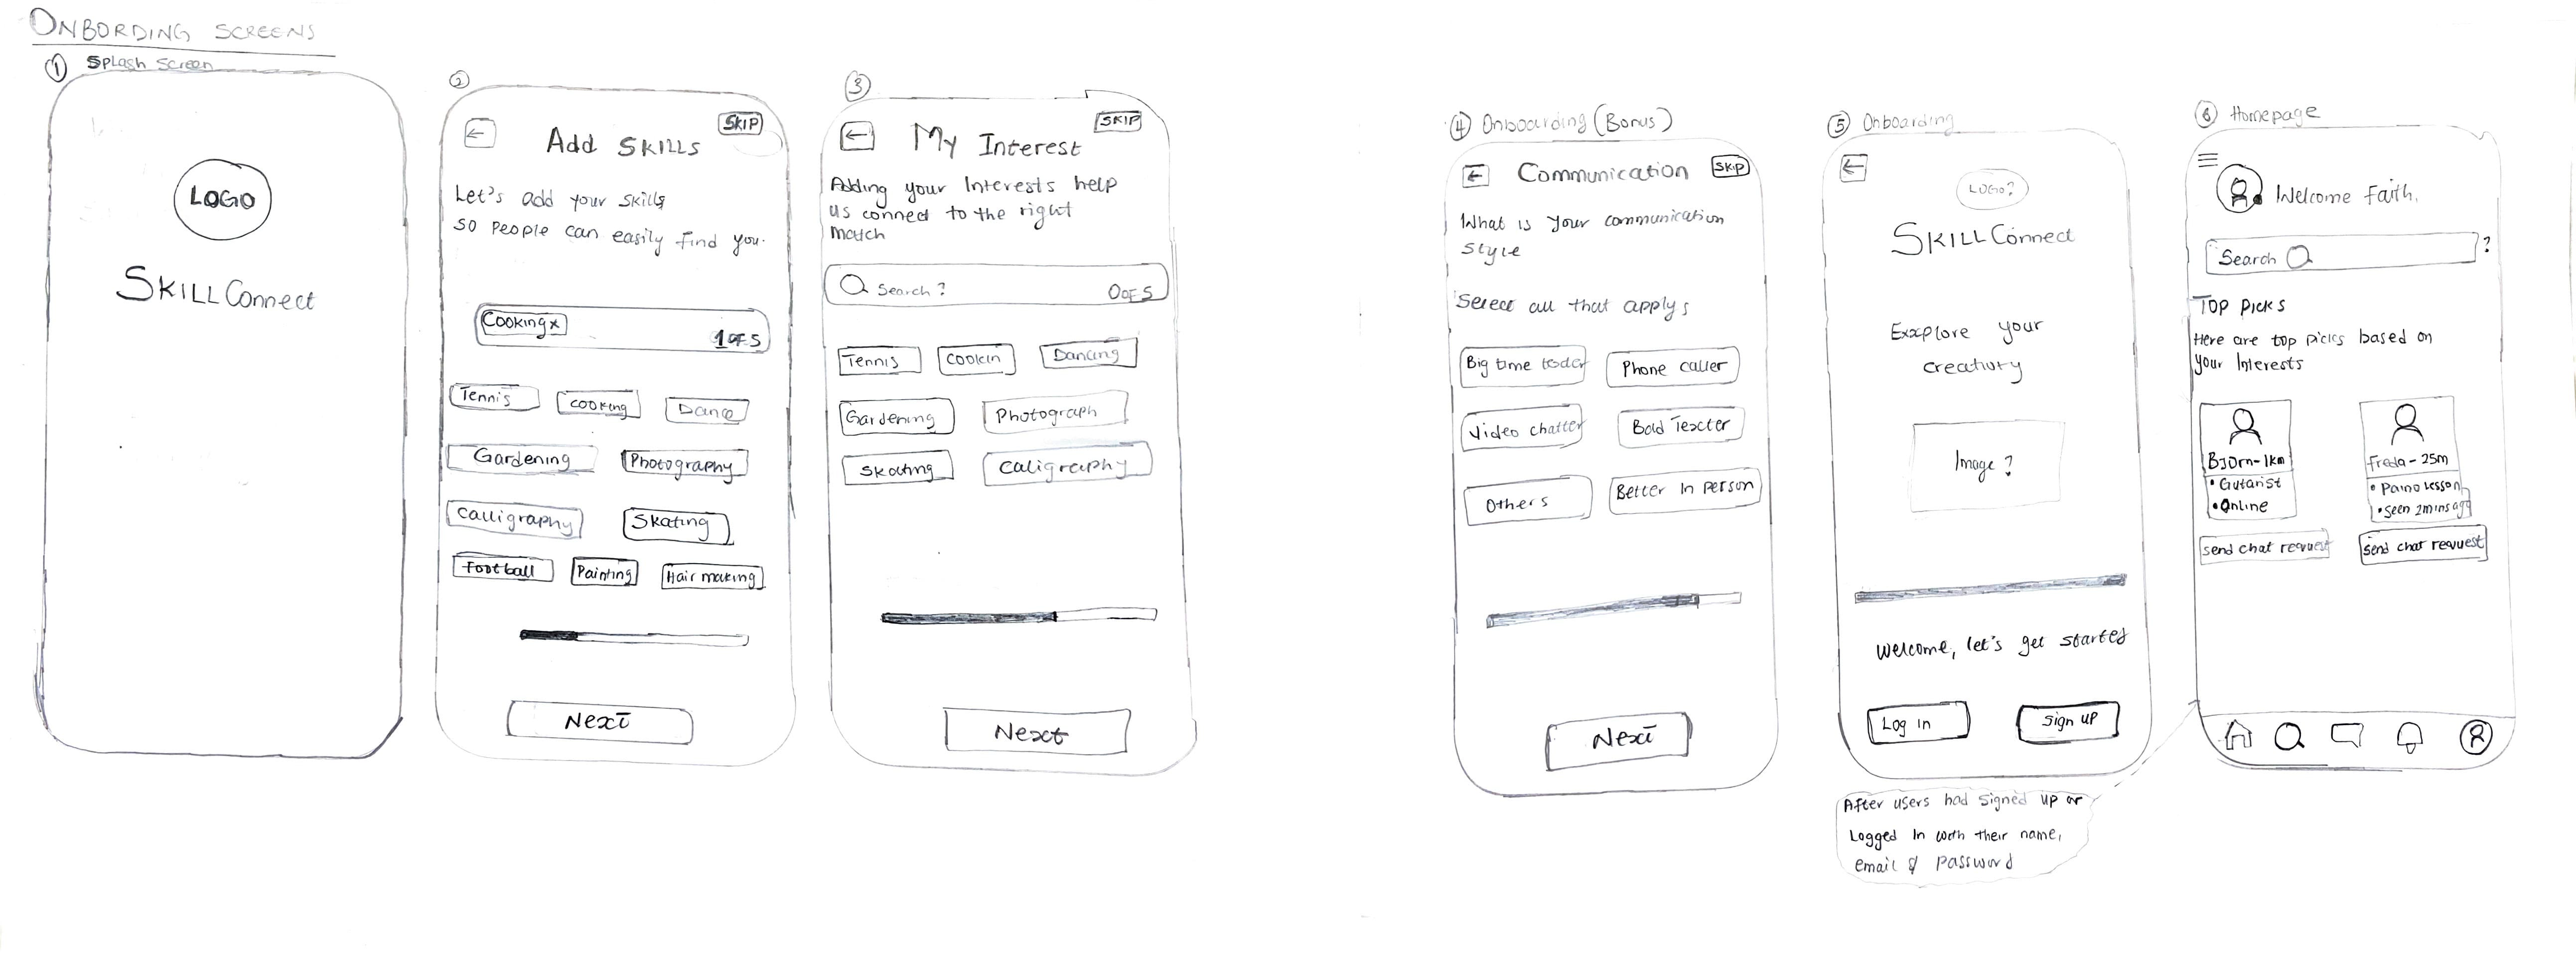 ONBORDING SCREENS
① Splash Screen
LOGO
SKILLConnect
②
SKIP
Add SKILLS
Let's add your skills
so people can easily find you.
Cooking x
1 of 5
Tennis cooking Dance
Gardening Photography
Calligraphy Skating
Football Painting Hair making
Next
③
SKIP
My Interest
Adding your Interests help
us connect to the right
match
Search ?
0 of 5
Tennis cookin Dancing
Gardening Photograph
Skating Caligraphy
Next
④ Onboarding (Bonus)
Communication SKIP
What is your communication
style
Select all that applys
Big time Phone caller
Video chatter Bold Texter
Others Better In person
Next
⑤ Onboarding
LOGO?
SKILLConnect
Explore your
Image ?
Welcome, let's get started
Log in Sign up
After users had signed up or
Logged In with their name,
email & password
⑥ Homepage
Welcome Faith,
Search ?
TOP Picks
Here are top picks based on
your Interests
BJOrn-1km
• Gutarist
• Online
Send chat request
Freda - 25m
• Paino Lesson
• Seen 2mins ago
Send chat request